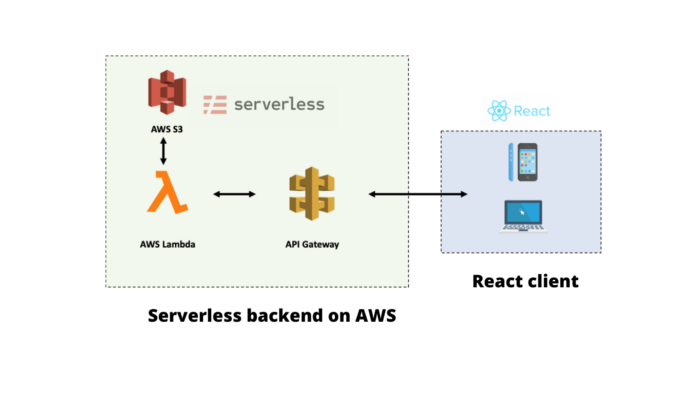 serverless
AWS S3
React
AWS Lambda
API Gateway
React client
Serverless backend on AWS